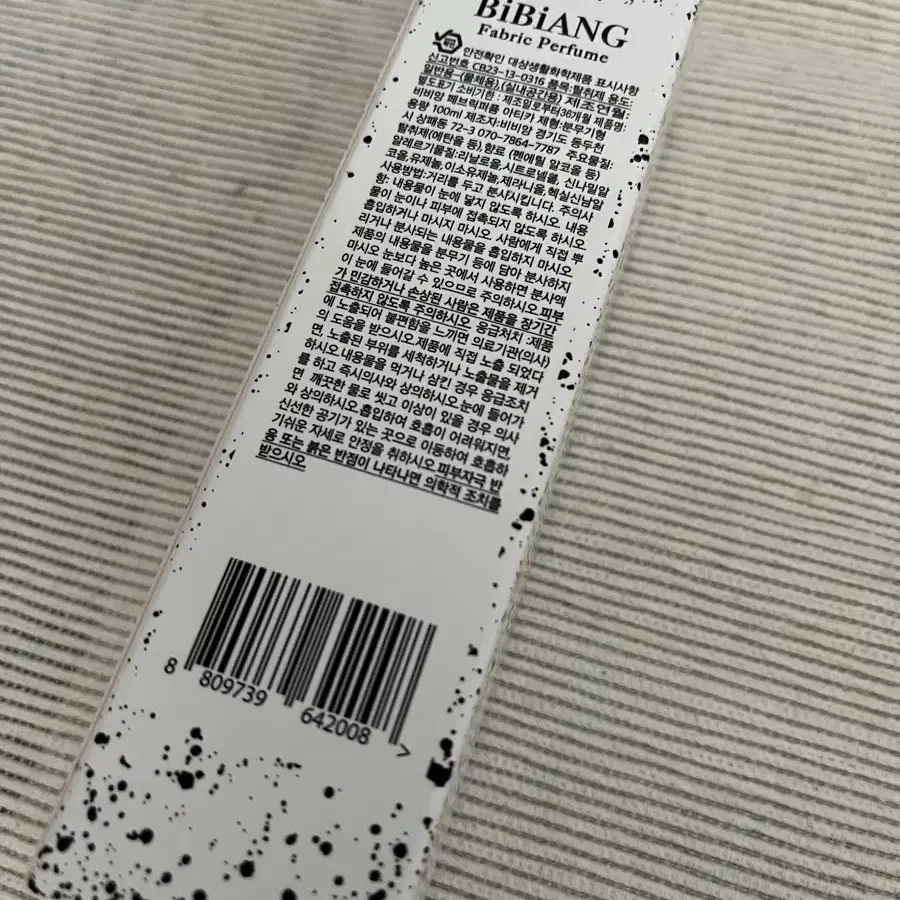 BiBiANG
Fabric Perfume
안전확인 대상생활화학제품 표시사항
신고번호 CB23-13-0316 품목:탈취제 용도:
일반용-(물체용),(실내공간용) 제조연월:
별도표기 소비기한 : 제조일로부터36개월 제품명:
비비앙 페브릭퍼퓸 아티카 제형:분무기형
용량 100ml 제조자:비비앙 경기도 동두천
시 상패동 72-3 070-7864-7787 주요물질:
탈취제(에탄올 등),향료 (펜에틸 알코올 등)
알레르기물질:리날로올,시트로넬롤, 신나밀알
코올,유제놀,이소유제놀,제라니올,헥실신남알
사용방법:거리를 두고 분사시킵니다. 주의사
항: 내용물이 눈에 닿지 않도록 하시오. 내용
물이 눈이나 피부에 접촉되지 않도록 하시오.
흡입하거나 마시지 마시오. 사람에게 직접 뿌
리거나 분사되는 내용물을 흡입하지 마시오
제품의 내용물을 분무기 등에 담아 분사하지
마시오 눈보다 높은 곳에서 사용하면 분사액
이 눈에 들어갈 수 있으므로 주의하시오.피부
가 민감하거나 손상된 사람은 제품을 장기간
접촉하지 않도록 주의하시오. 응급처치 :제품
에 노출되어 불편함을 느끼면 의료기관(의사)
의 도움을 받으시오.제품에 직접 노출 되었다
면, 노출된 부위를 세척하거나 노출물을 제거
하시오.내용물을 먹거나 삼킨 경우 응급조치
를 하고 즉시의사와 상의하시오.눈에 들어가
면 깨끗한 물로 씻고 이상이 있을 경우 의사
와 상의하시오.흡입하여 호흡이 어려워지면,
신선한 공기가 있는 곳으로 이동하여 호흡하
기쉬운 자세로 안정을 취하시오.피부자극 반
응 또는 붉은 반점이 나타나면 의학적 조치를
받으시오
8 809739 642008 >